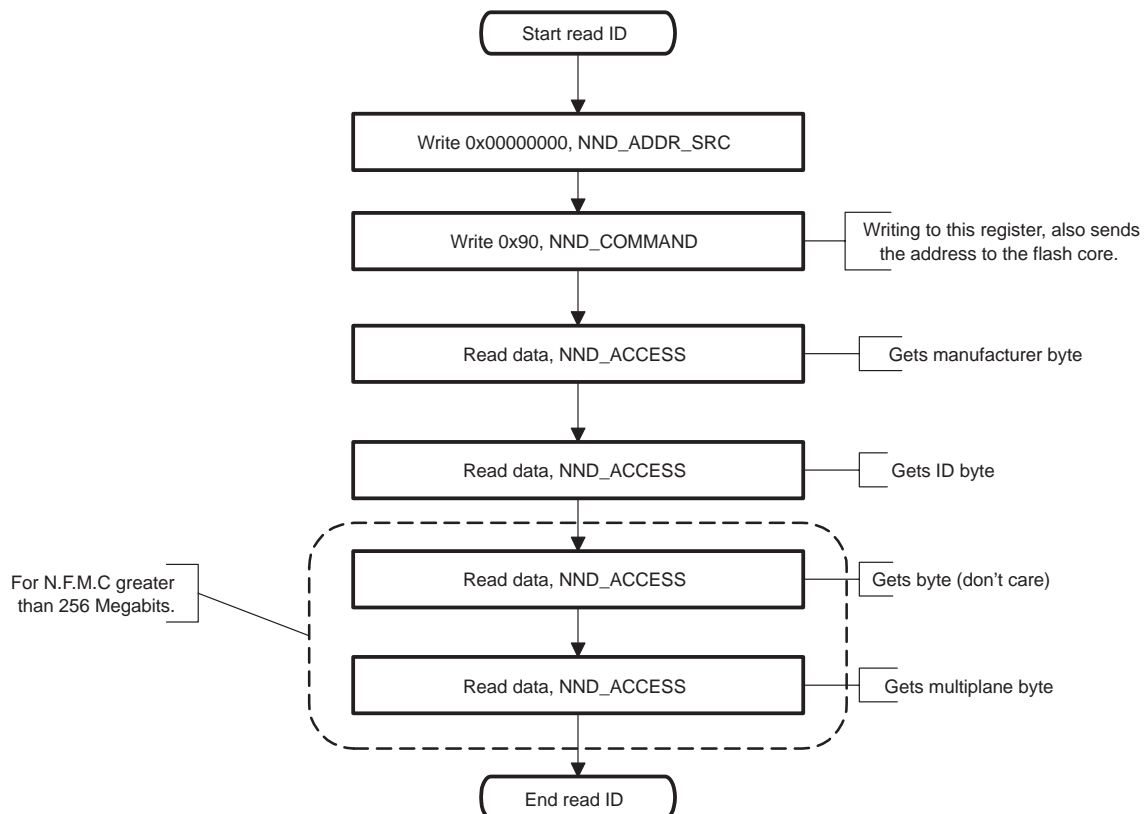 Start read ID
Write 0x00000000, NND_ADDR_SRC
Write 0x90, NND_COMMAND
Writing to this register, also sends
the address to the flash core.
Read data, NND_ACCESS
Gets manufacturer byte
Read data, NND_ACCESS
Gets ID byte
For N.F.M.C greater
than 256 Megabits.
Read data, NND_ACCESS
Gets byte (don’t care)
Read data, NND_ACCESS
Gets multiplane byte
End read ID